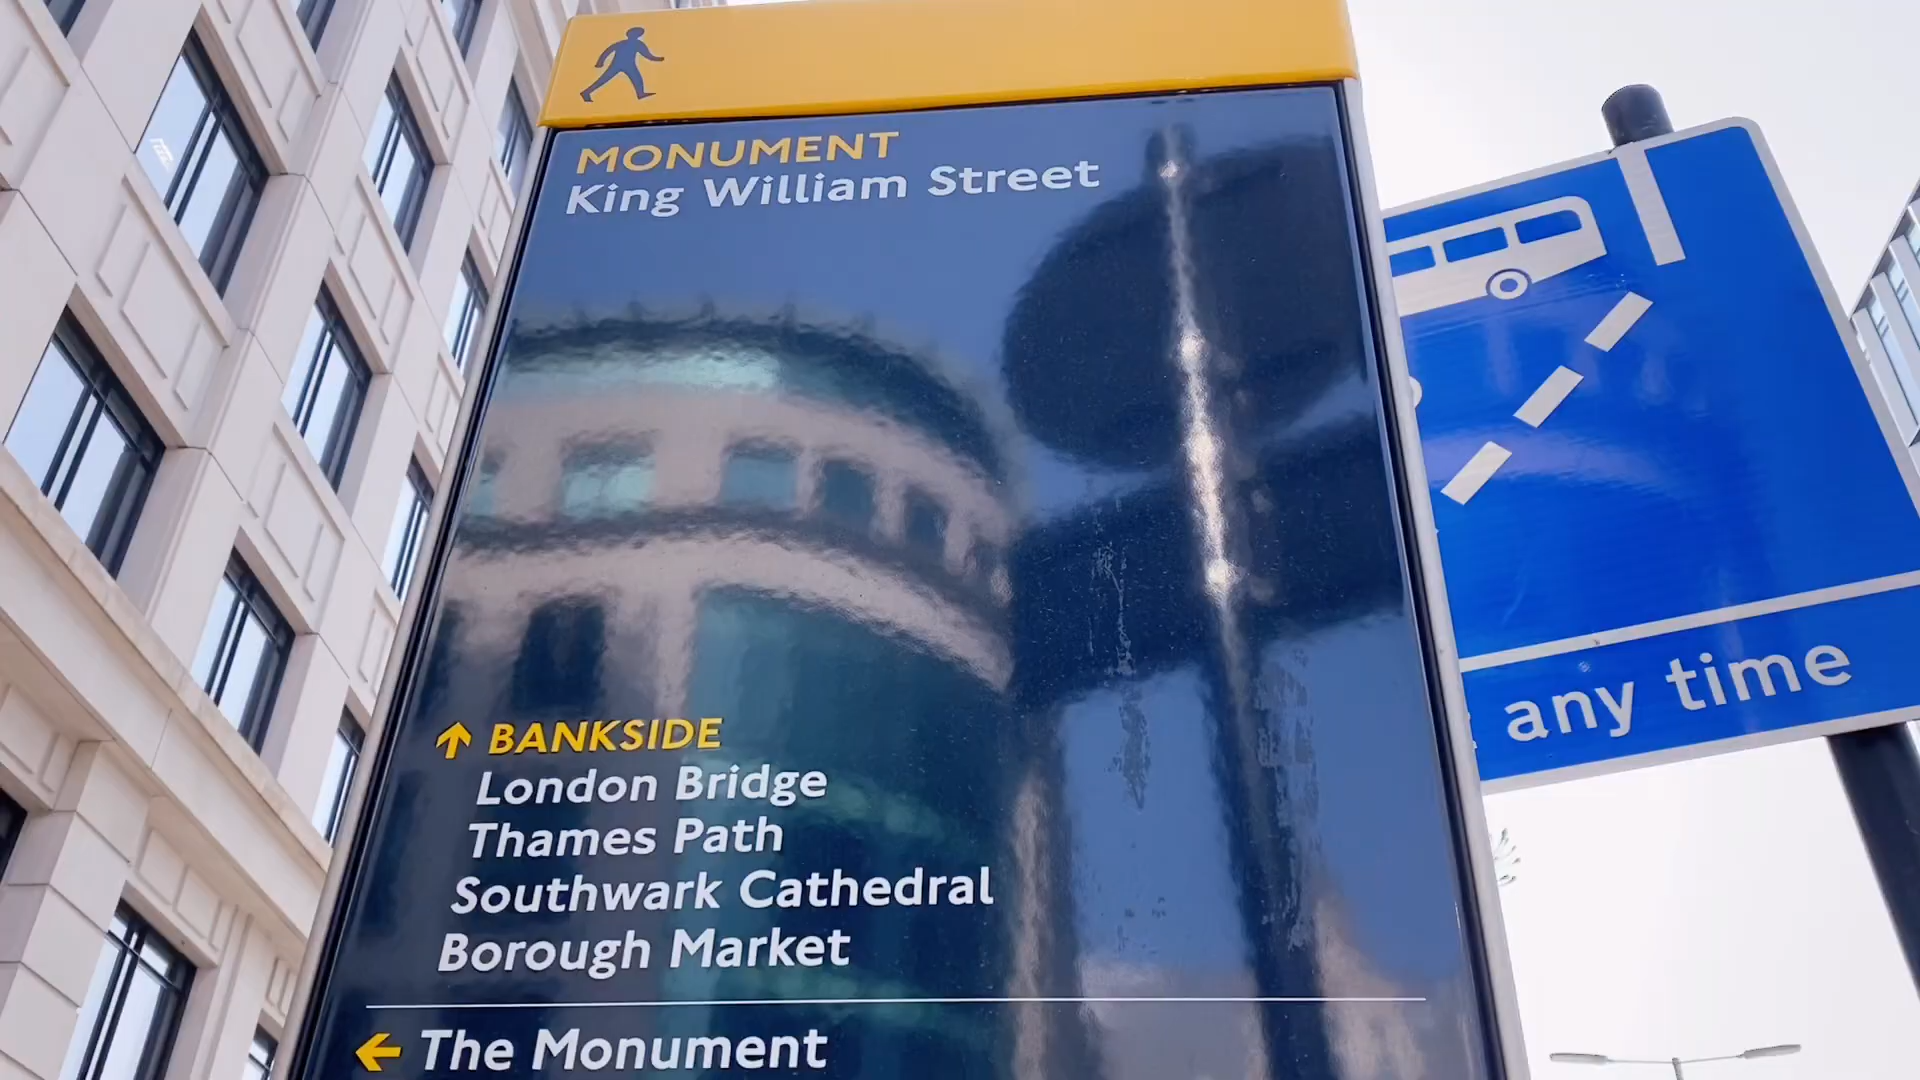 MONUMENT
King William Street
BANKSIDE
London Bridge
Thames Path
Southwark Cathedral
Borough Market
The Monument
any time